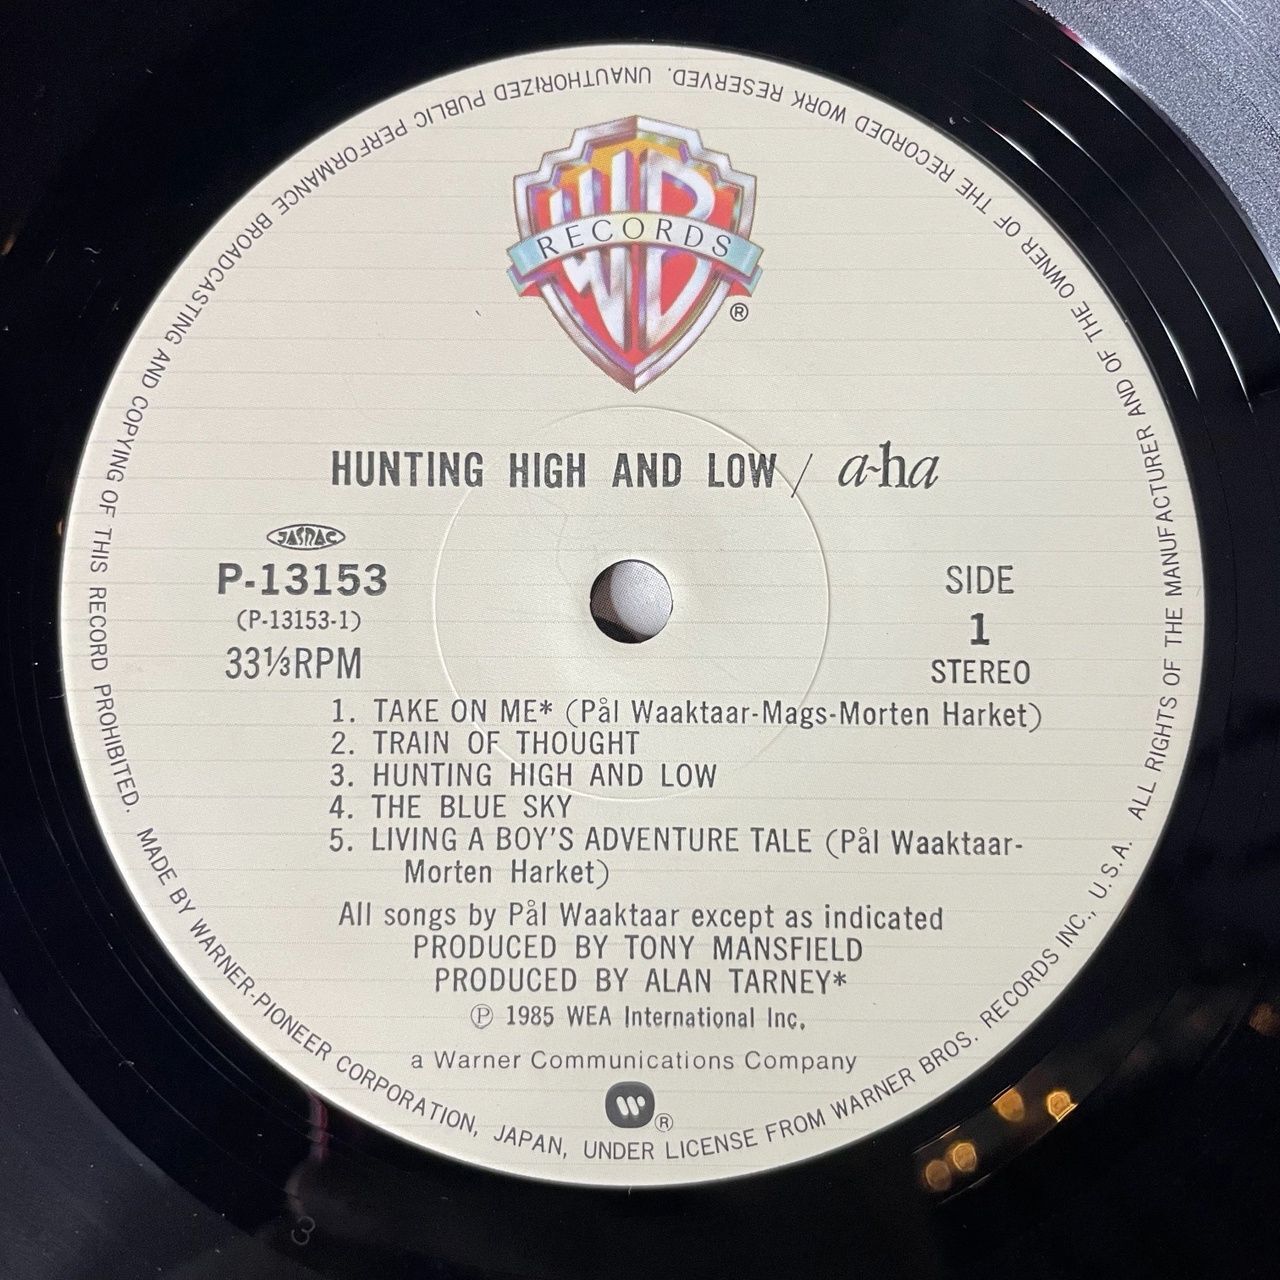 WB
RECORDS
®
HUNTING HIGH AND LOW / a-ha
JASRAC
P-13153
(P-13153-1)
33⅓RPM
SIDE
1
STEREO
1. TAKE ON ME* (Pål Waaktaar-Mags-Morten Harket)
2. TRAIN OF THOUGHT
3. HUNTING HIGH AND LOW
4. THE BLUE SKY
5. LIVING A BOY'S ADVENTURE TALE (Pål Waaktaar-
Morten Harket)
All songs by Pål Waaktaar except as indicated
PRODUCED BY TONY MANSFIELD
PRODUCED BY ALAN TARNEY*
℗ 1985 WEA International Inc.
a Warner Communications Company
®
MADE BY WARNER-PIONEER CORPORATION, JAPAN, UNDER LICENSE FROM WARNER BROS. RECORDS INC., U.S.A. ALL RIGHTS OF THE MANUFACTURER AND OF THE OWNER OF THE RECORDED WORK RESERVED. UNAUTHORIZED PUBLIC PERFORMANCE BROADCASTING AND COPYING OF THIS RECORD PROHIBITED.
3